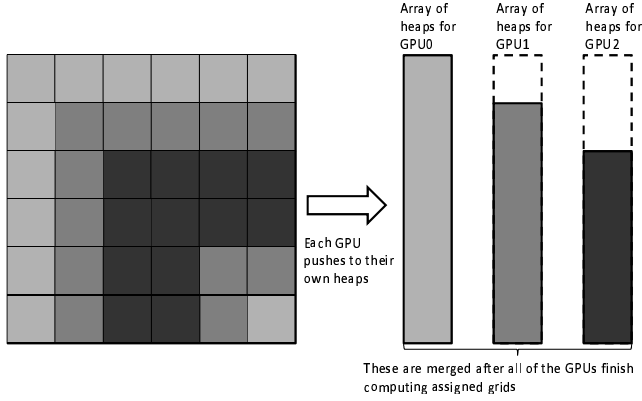 Array of
heaps for
GPU0
Array of
heaps for
GPU1
Array of
heaps for
GPU2
Each GPU
pushes to their
own heaps
These are merged after all of the GPUs finish
computing assigned grids